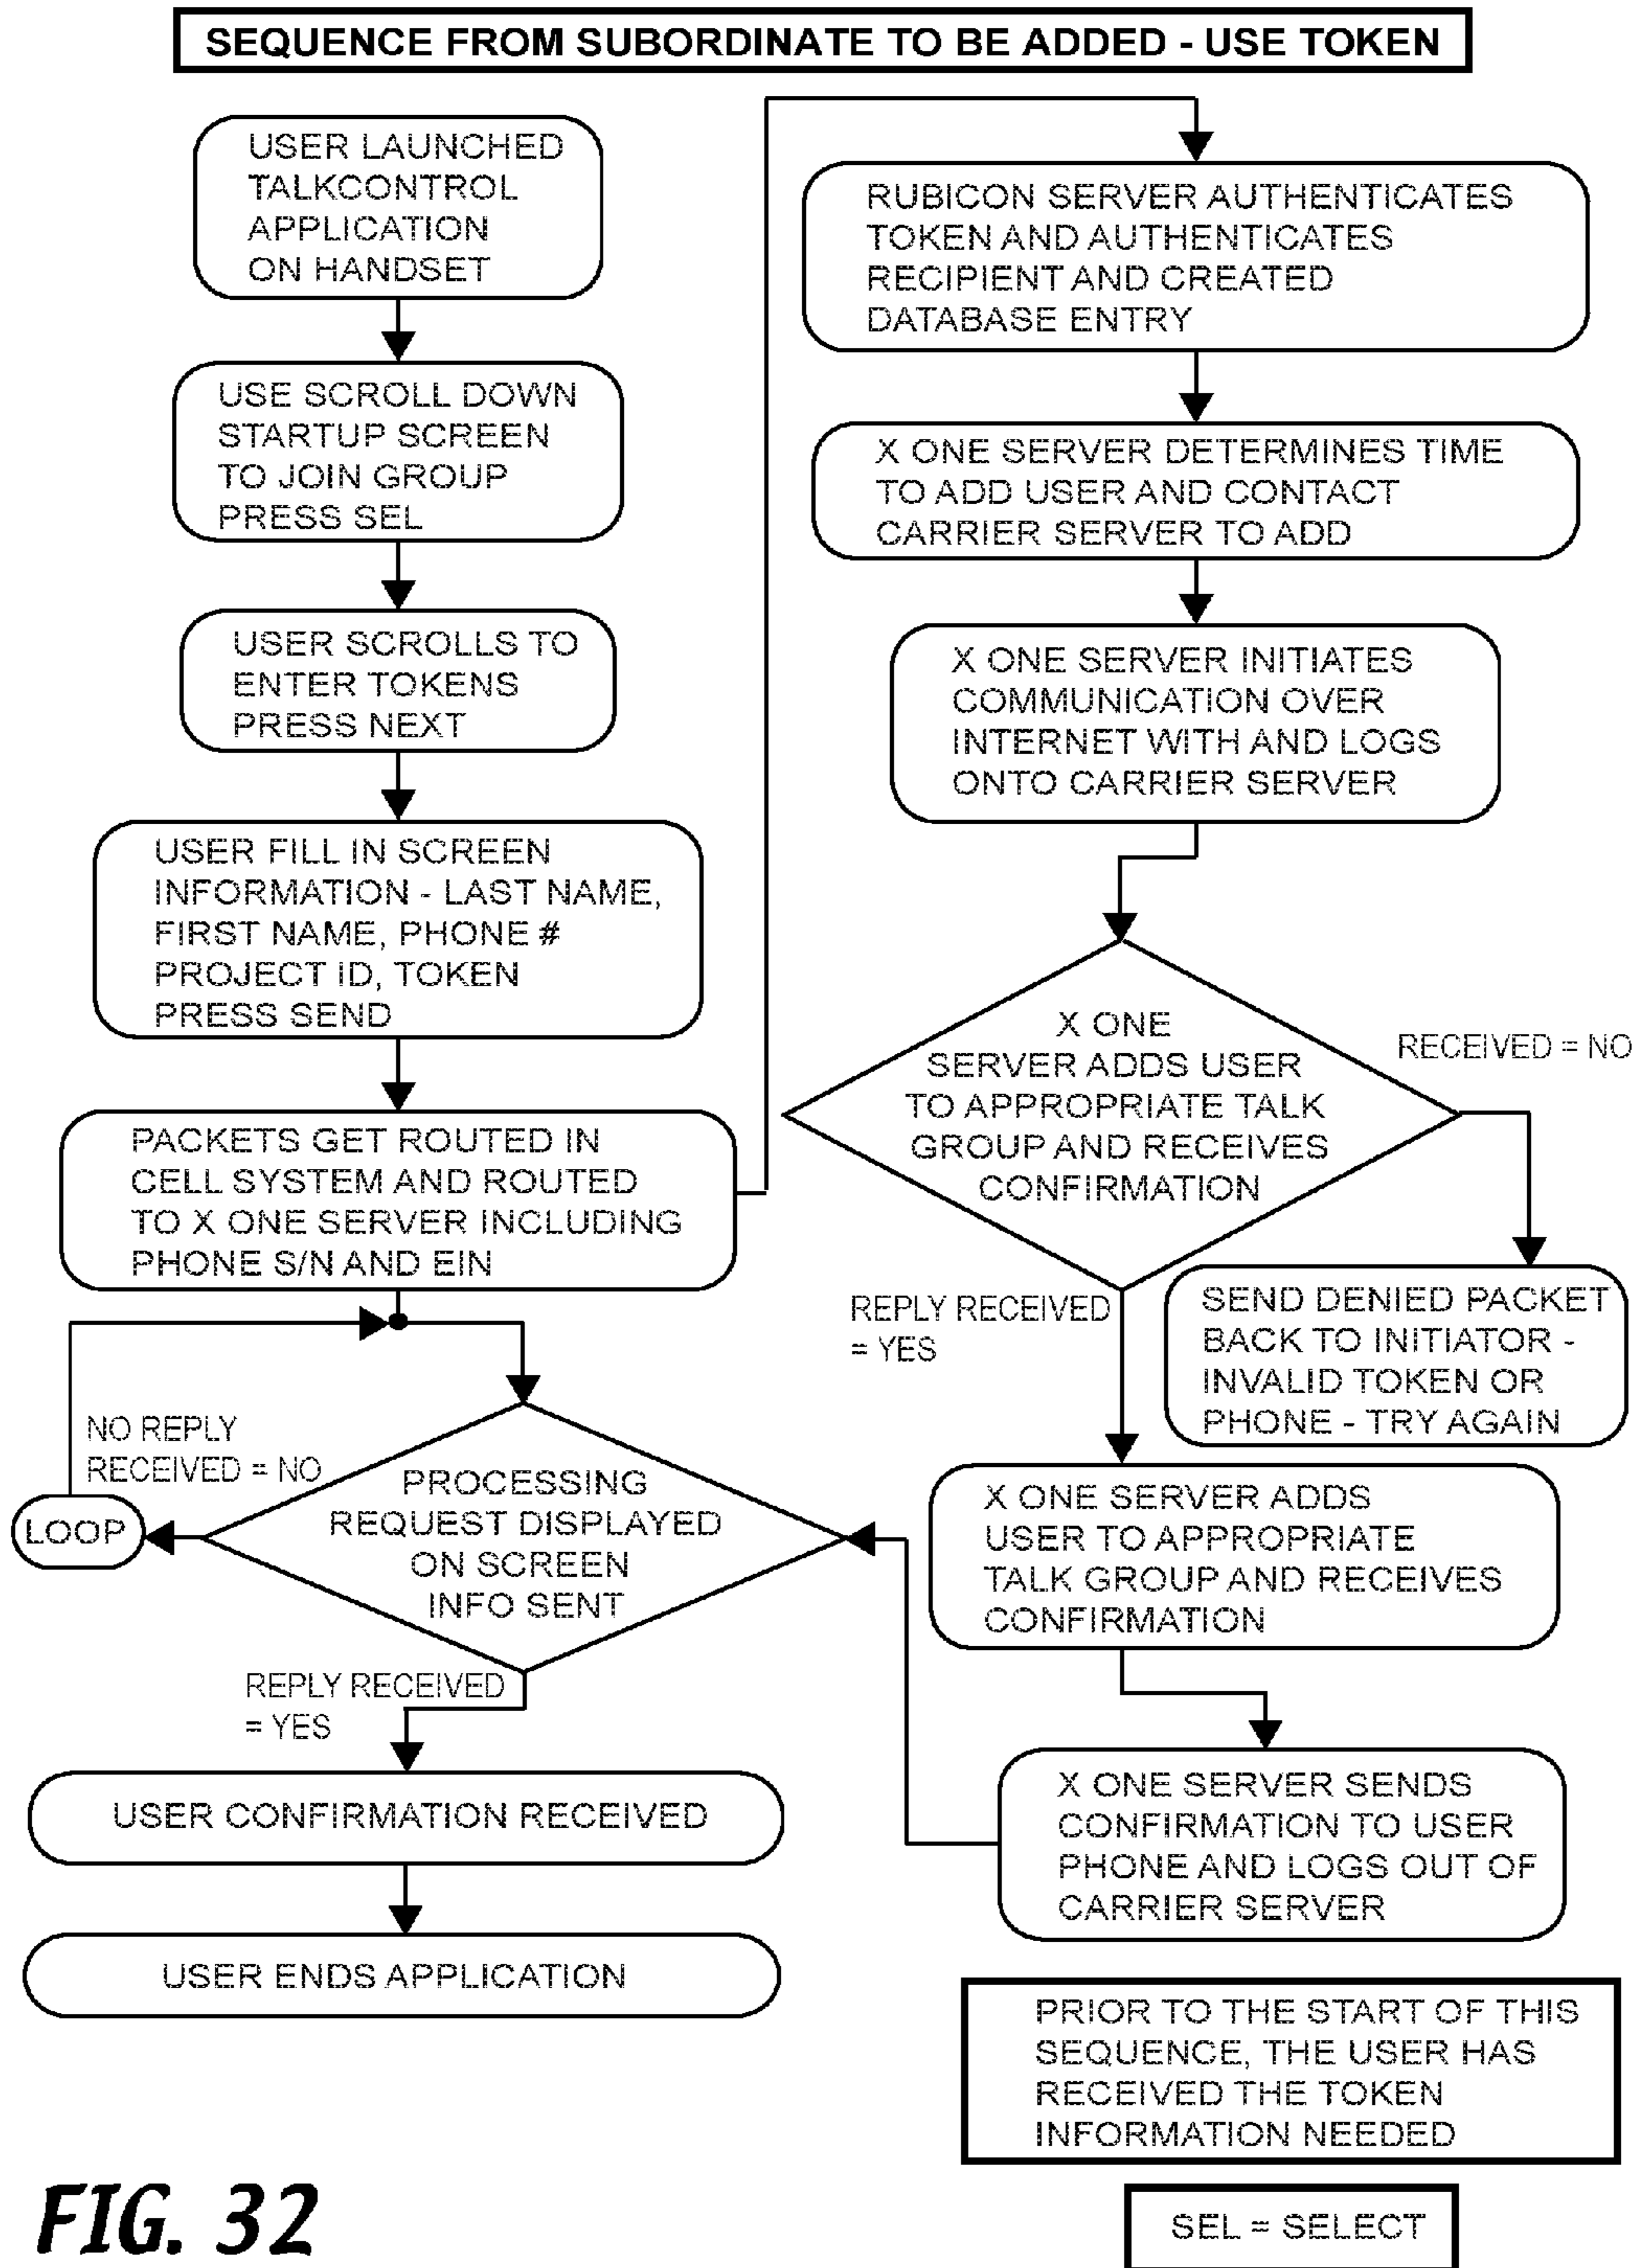 SEQUENCE FROM SUBORDINATE TO BE ADDED - USE TOKEN
USER LAUNCHED
TALKCONTROL
APPLICATION
ON HANDSET
USE SCROLL DOWN
STARTUP SCREEN
TO JOIN GROUP
PRESS SEL
USER SCROLLS TO
ENTER TOKENS
PRESS NEXT
USER FILL IN SCREEN
INFORMATION - LAST NAME,
FIRST NAME, PHONE #
PROJECT ID, TOKEN
PRESS SEND
PACKETS GET ROUTED IN
CELL SYSTEM AND ROUTED
TO X ONE SERVER INCLUDING
PHONE S/N AND EIN
NO REPLY
RECEIVED = NO
LOOP
PROCESSING
REQUEST DISPLAYED
ON SCREEN
INFO SENT
REPLY RECEIVED
= YES
USER CONFIRMATION RECEIVED
USER ENDS APPLICATION
RUBICON SERVER AUTHENTICATES
TOKEN AND AUTHENTICATES
RECIPIENT AND CREATED
DATABASE ENTRY
X ONE SERVER DETERMINES TIME
TO ADD USER AND CONTACT
CARRIER SERVER TO ADD
X ONE SERVER INITIATES
COMMUNICATION OVER
INTERNET WITH AND LOGS
ONTO CARRIER SERVER
X ONE
SERVER ADDS USER
TO APPROPRIATE TALK
GROUP AND RECEIVES
CONFIRMATION
RECEIVED = NO
SEND DENIED PACKET
BACK TO INITIATOR -
INVALID TOKEN OR
PHONE - TRY AGAIN
REPLY RECEIVED
= YES
X ONE SERVER ADDS
USER TO APPROPRIATE
TALK GROUP AND RECEIVES
CONFIRMATION
X ONE SERVER SENDS
CONFIRMATION TO USER
PHONE AND LOGS OUT OF
CARRIER SERVER
PRIOR TO THE START OF THIS
SEQUENCE, THE USER HAS
RECEIVED THE TOKEN
INFORMATION NEEDED
SEL = SELECT
FIG. 32